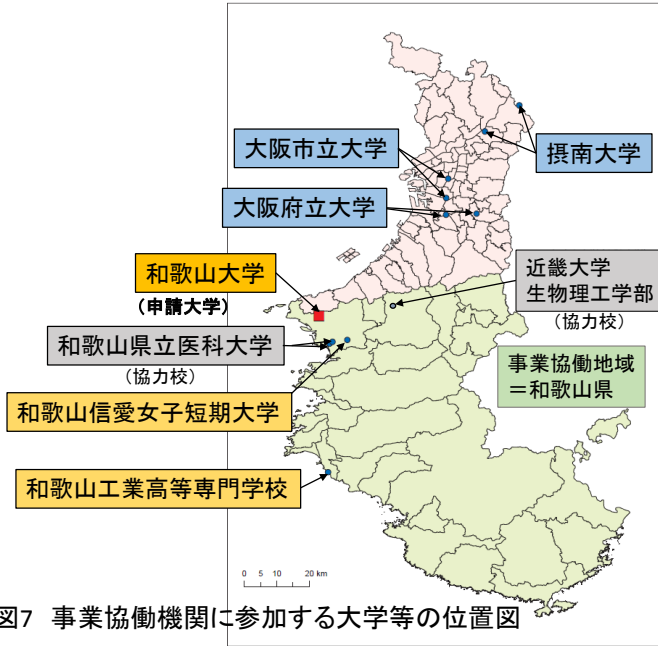 大阪市立大学
摂南大学
大阪府立大学
和歌山大学
(申請大学)
近畿大学
生物理工学部
(協力校)
和歌山県立医科大学
(協力校)
事業協働地域
=和歌山県
和歌山信愛女子短期大学
和歌山工業高等専門学校
0 5 10 20 km
図7 事業協働機関に参加する大学等の位置図